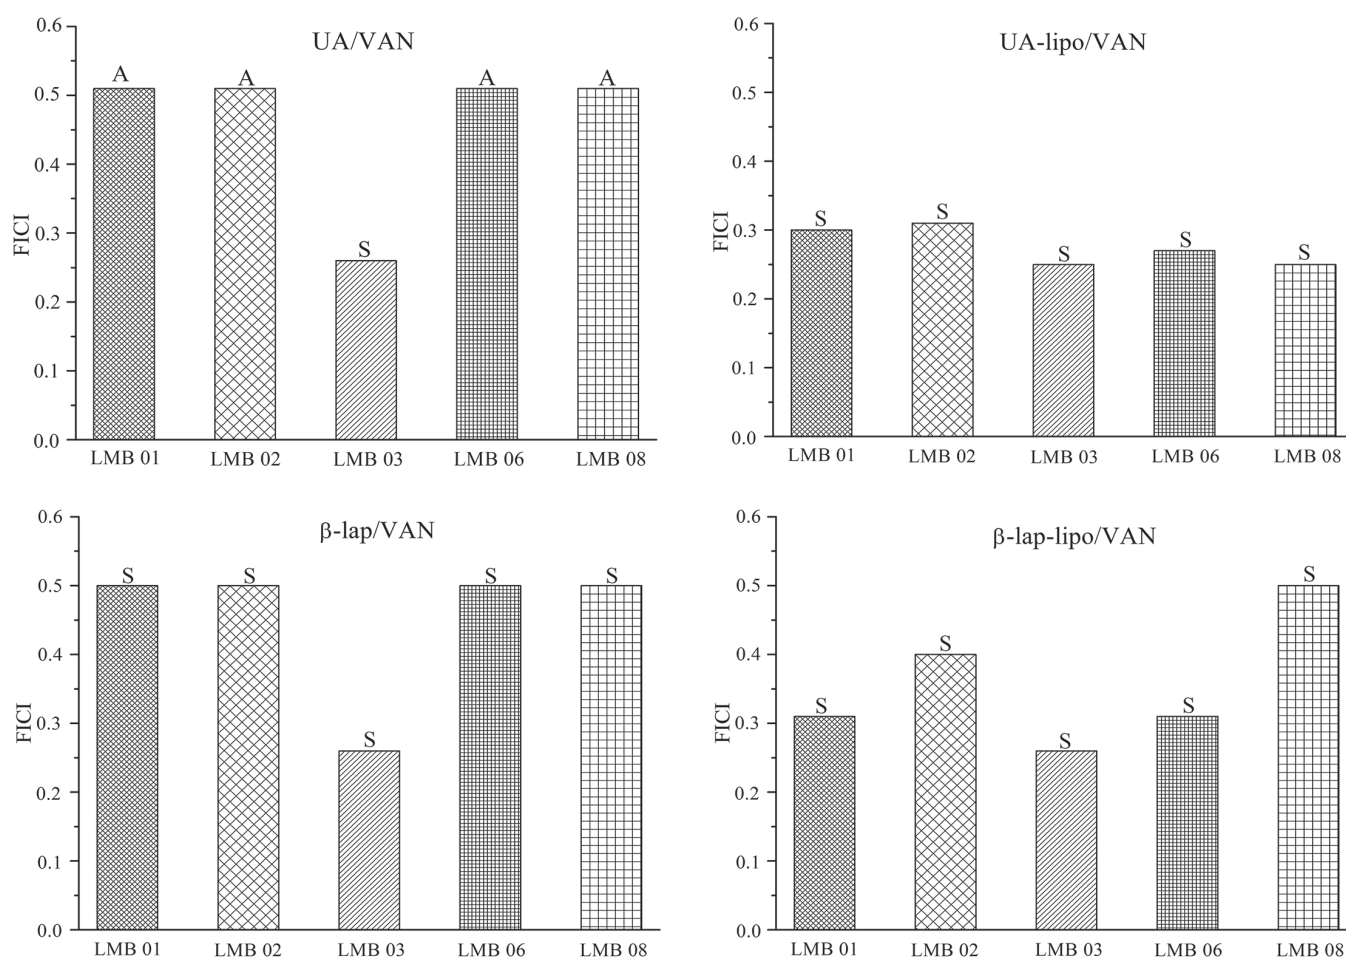 UA/VAN
FICI
0.6
0.5
0.4
0.3
0.2
0.1
0.0
A
A
S
A
A
LMB 01
LMB 02
LMB 03
LMB 06
LMB 08
UA-lipo/VAN
FICI
0.6
0.5
0.4
0.3
0.2
0.1
0.0
S
S
S
S
S
LMB 01
LMB 02
LMB 03
LMB 06
LMB 08
β-lap/VAN
FICI
0.6
0.5
0.4
0.3
0.2
0.1
0.0
S
S
S
S
S
LMB 01
LMB 02
LMB 03
LMB 06
LMB 08
β-lap-lipo/VAN
FICI
0.6
0.5
0.4
0.3
0.2
0.1
0.0
S
S
S
S
S
LMB 01
LMB 02
LMB 03
LMB 06
LMB 08